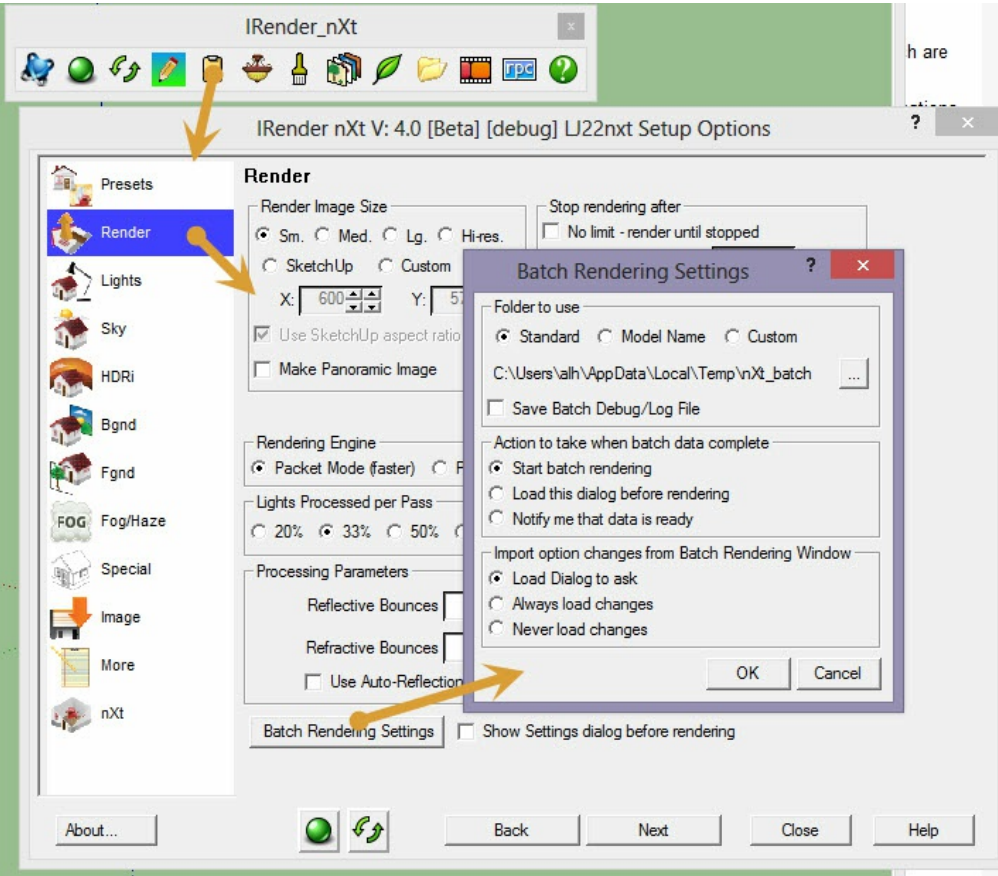 IRender_nXt
x
rpc
?
h are
IRender nXt V: 4.0 [Beta] [debug] LJ22nxt Setup Options
?
x
Presets
Render
Lights
Sky
HDRi
Bgnd
Fgnd
FOG Fog/Haze
Special
Image
More
nXt
Render
Render Image Size
Sm. Med. Lg. Hi-res.
SketchUp Custom
X: 600 Y: 57
Use SketchUp aspect ratio
Make Panoramic Image
Stop rendering after
No limit - render until stopped
Rendering Engine
Packet Mode (faster)
Lights Processed per Pass
20% 33% 50%
Processing Parameters
Reflective Bounces
Refractive Bounces
Use Auto-Reflection
Batch Rendering Settings
Show Settings dialog before rendering
Batch Rendering Settings
?
x
Folder to use
Standard Model Name Custom
C:\Users\alh\AppData\Local\Temp\nXt_batch ...
Save Batch Debug/Log File
Action to take when batch data complete
Start batch rendering
Load this dialog before rendering
Notify me that data is ready
Import option changes from Batch Rendering Window
Load Dialog to ask
Always load changes
Never load changes
OK Cancel
About... Back Next Close Help